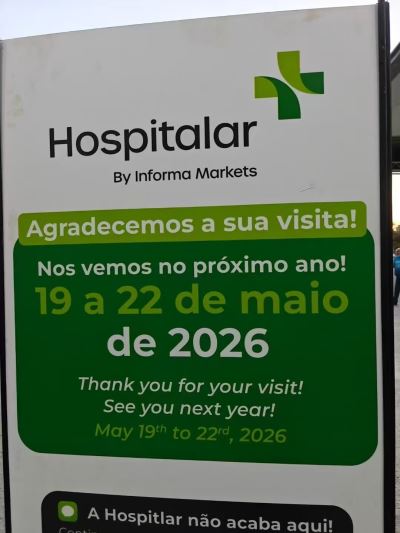 Hospitalar
By Informa Markets
Agradecemos a sua visita!
Nos vemos no próximo ano!
19 a 22 de maio
de 2026
Thank you for your visit!
See you next year!
May 19th to 22rd, 2026
A Hospitlar não acaba aqui!